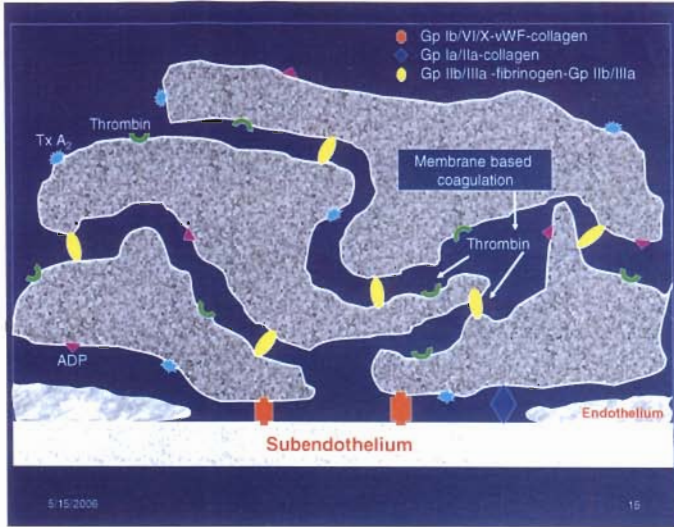 Gp Ib/VI/X-vWF-collagen
Gp Ia/IIa-collagen
Gp IIb/IIIa -fibrinogen-Gp IIb/IIIa
Thrombin
Tx A2
Membrane based
coagulation
Thrombin
ADP
Endothelium
Subendothelium
5/15/2006
15